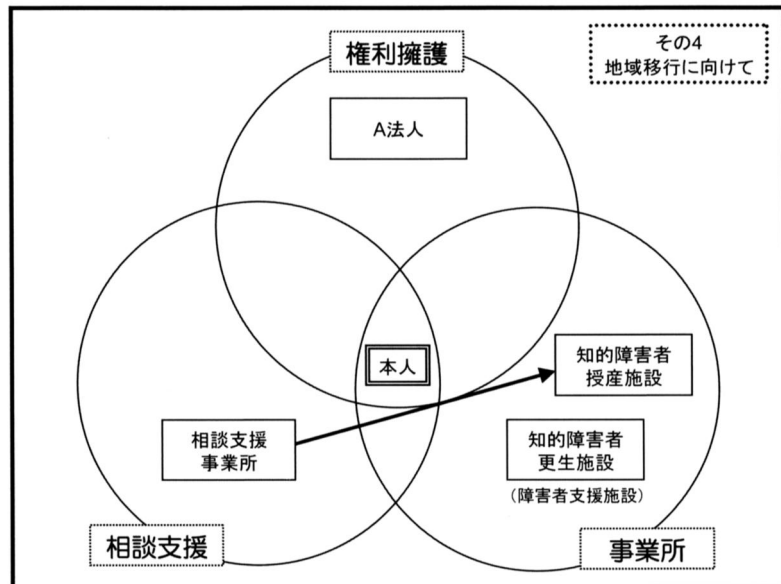 権利擁護
その4
地域移行に向けて
A法人
本人
知的障害者
授産施設
相談支援
事業所
知的障害者
更生施設
（障害者支援施設）
相談支援
事業所